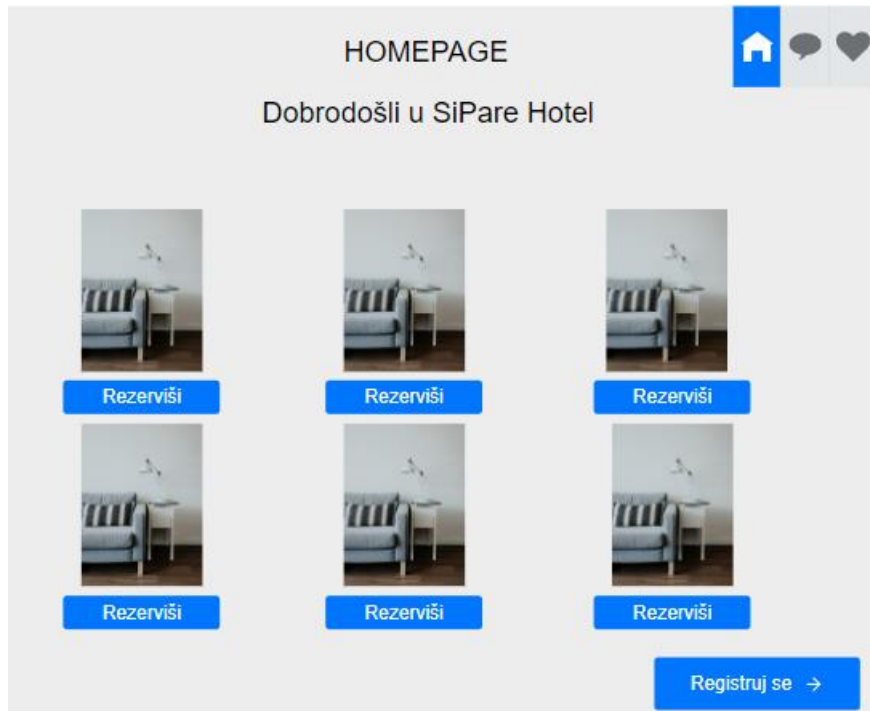 HOMEPAGE
Dobrodošli u SiPare Hotel
Rezerviši
Rezerviši
Rezerviši
Rezerviši
Rezerviši
Rezerviši
Registruj se →